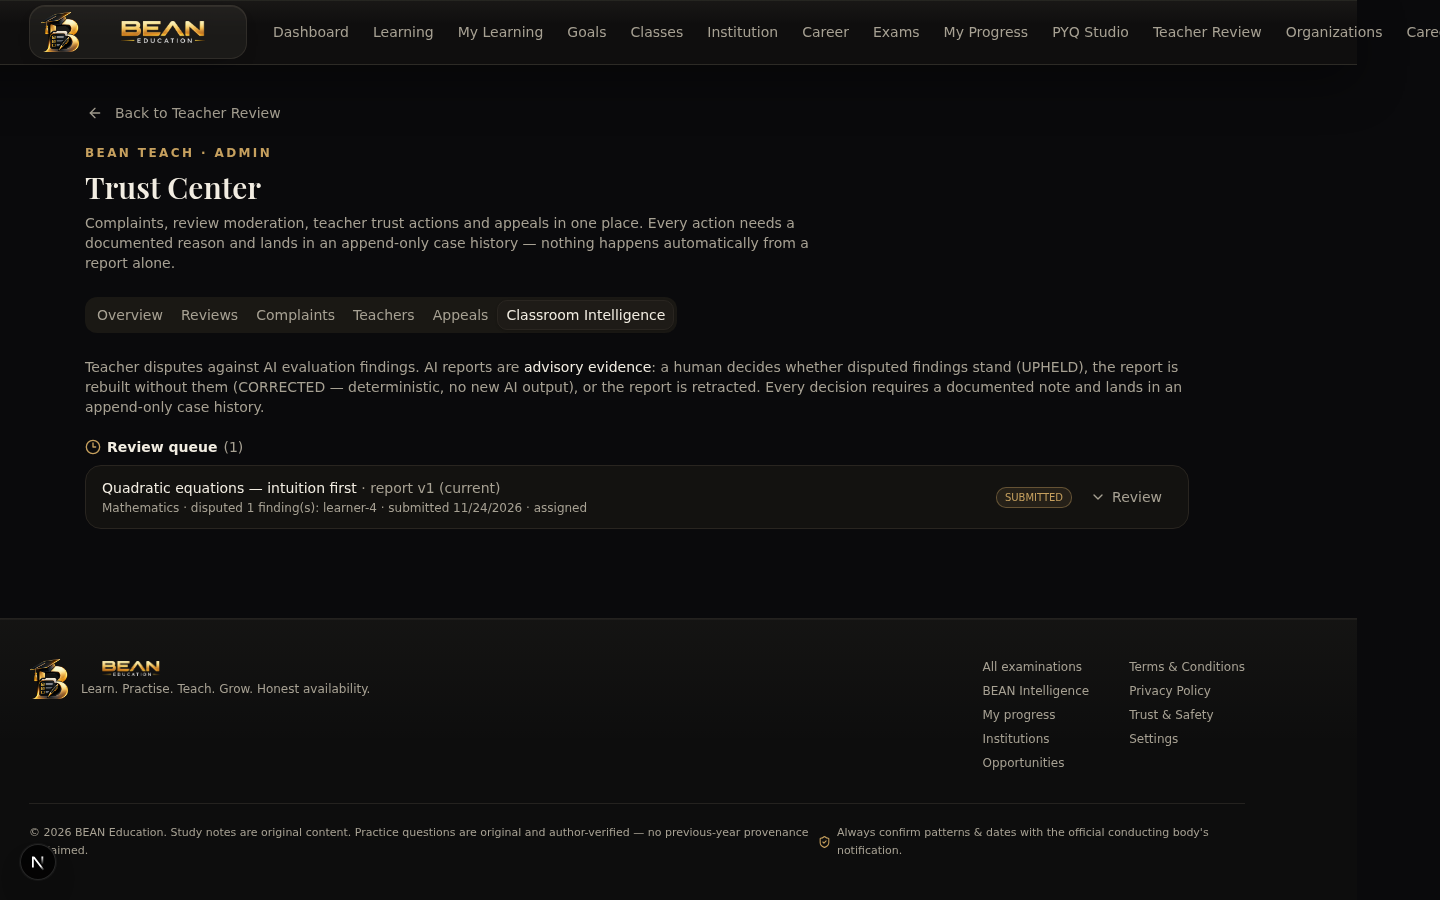 BEAN
EDUCATION
Dashboard Learning My Learning Goals Classes Institution Career Exams My Progress PYQ Studio Teacher Review Organizations
Back to Teacher Review
BEAN TEACH · ADMIN
Trust Center
Complaints, review moderation, teacher trust actions and appeals in one place. Every action needs a
documented reason and lands in an append-only case history — nothing happens automatically from a
report alone.
Overview Reviews Complaints Teachers Appeals Classroom Intelligence
Teacher disputes against AI evaluation findings. AI reports are advisory evidence: a human decides whether disputed findings stand (UPHELD), the report is
rebuilt without them (CORRECTED — deterministic, no new AI output), or the report is retracted. Every decision requires a documented note and lands in an
append-only case history.
Review queue (1)
Quadratic equations — intuition first · report v1 (current)
Mathematics · disputed 1 finding(s): learner-4 · submitted 11/24/2026 · assigned
SUBMITTED Review
BEAN
EDUCATION
Learn. Practise. Teach. Grow. Honest availability.
All examinations
BEAN Intelligence
My progress
Institutions
Opportunities
Terms & Conditions
Privacy Policy
Trust & Safety
Settings
© 2026 BEAN Education. Study notes are original content. Practice questions are original and author-verified — no previous-year provenance
Always confirm patterns & dates with the official conducting body's
notification.
N